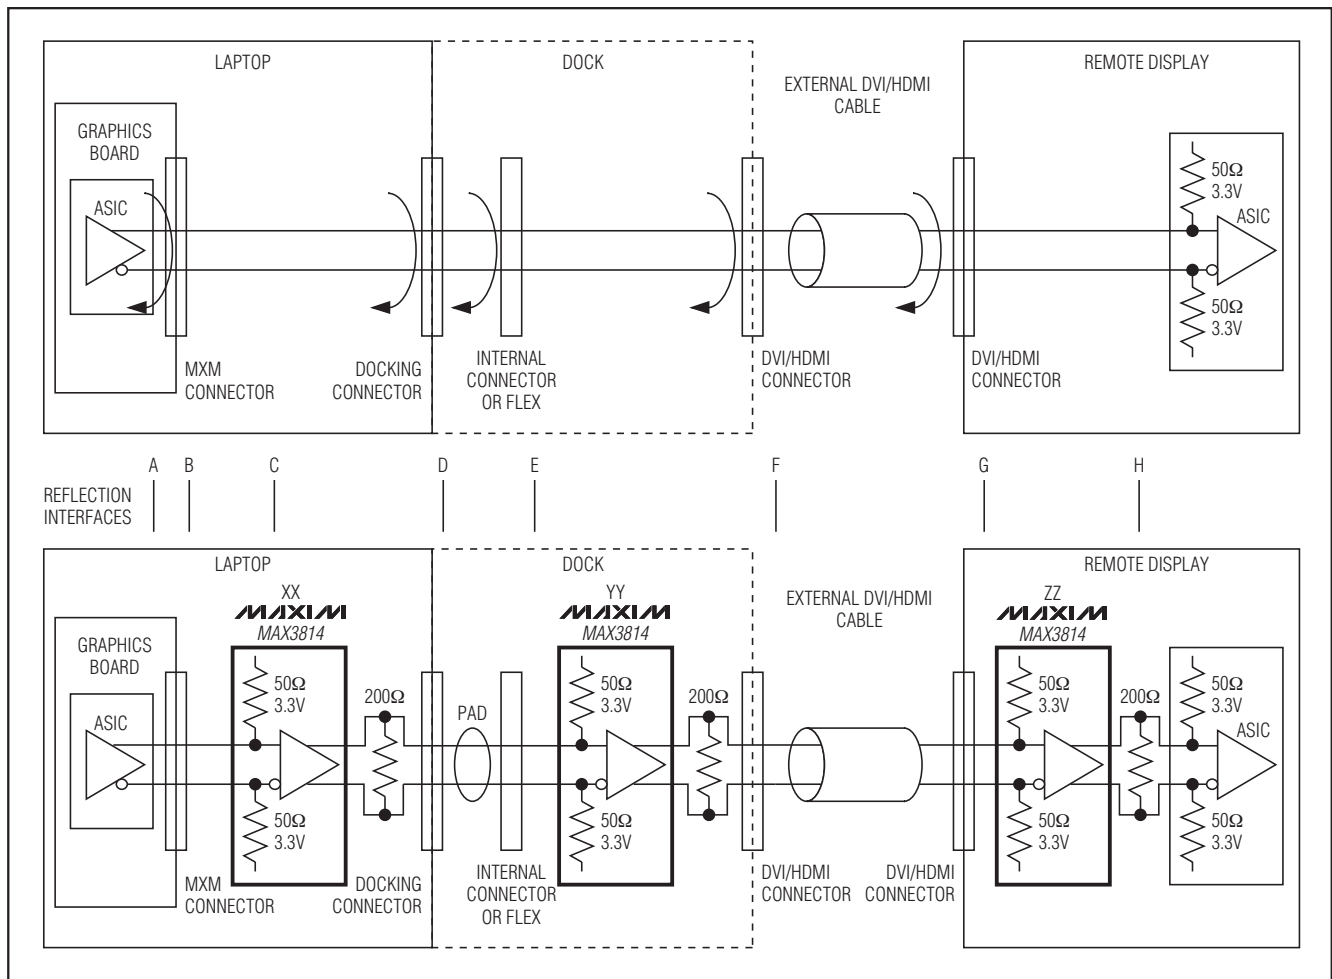 LAPTOP
DOCK
EXTERNAL DVI/HDMI
CABLE
REMOTE DISPLAY
GRAPHICS
BOARD
ASIC
50Ω
3.3V
ASIC
50Ω
3.3V
MXM
CONNECTOR
DOCKING
CONNECTOR
INTERNAL
CONNECTOR
OR FLEX
DVI/HDMI
CONNECTOR
DVI/HDMI
CONNECTOR
REFLECTION
INTERFACES
A
B
C
D
E
F
G
H
LAPTOP
DOCK
EXTERNAL DVI/HDMI
CABLE
REMOTE DISPLAY
XX
MAXIM
MAX3814
YY
MAXIM
MAX3814
ZZ
MAXIM
MAX3814
GRAPHICS
BOARD
ASIC
50Ω
3.3V
200Ω
PAD
50Ω
3.3V
200Ω
50Ω
3.3V
200Ω
50Ω
3.3V
ASIC
50Ω
3.3V
50Ω
3.3V
50Ω
3.3V
50Ω
3.3V
MXM
CONNECTOR
DOCKING
CONNECTOR
INTERNAL
CONNECTOR
OR FLEX
DVI/HDMI
CONNECTOR
DVI/HDMI
CONNECTOR